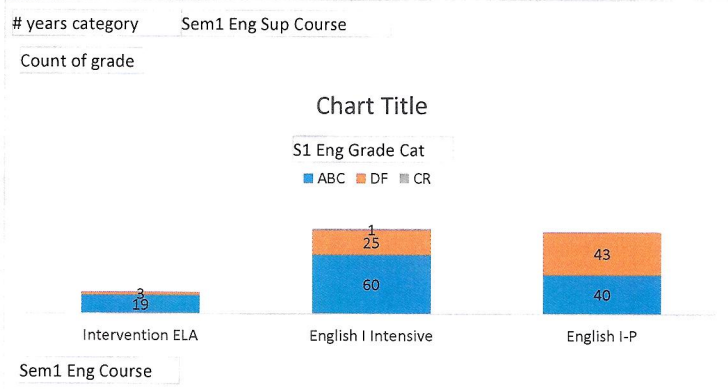 # years category Sem1 Eng Sup Course
Count of grade
Chart Title
S1 Eng Grade Cat
ABC DF CR
1
25
43
3
60
40
19
Intervention ELA English I Intensive English I-P
Sem1 Eng Course